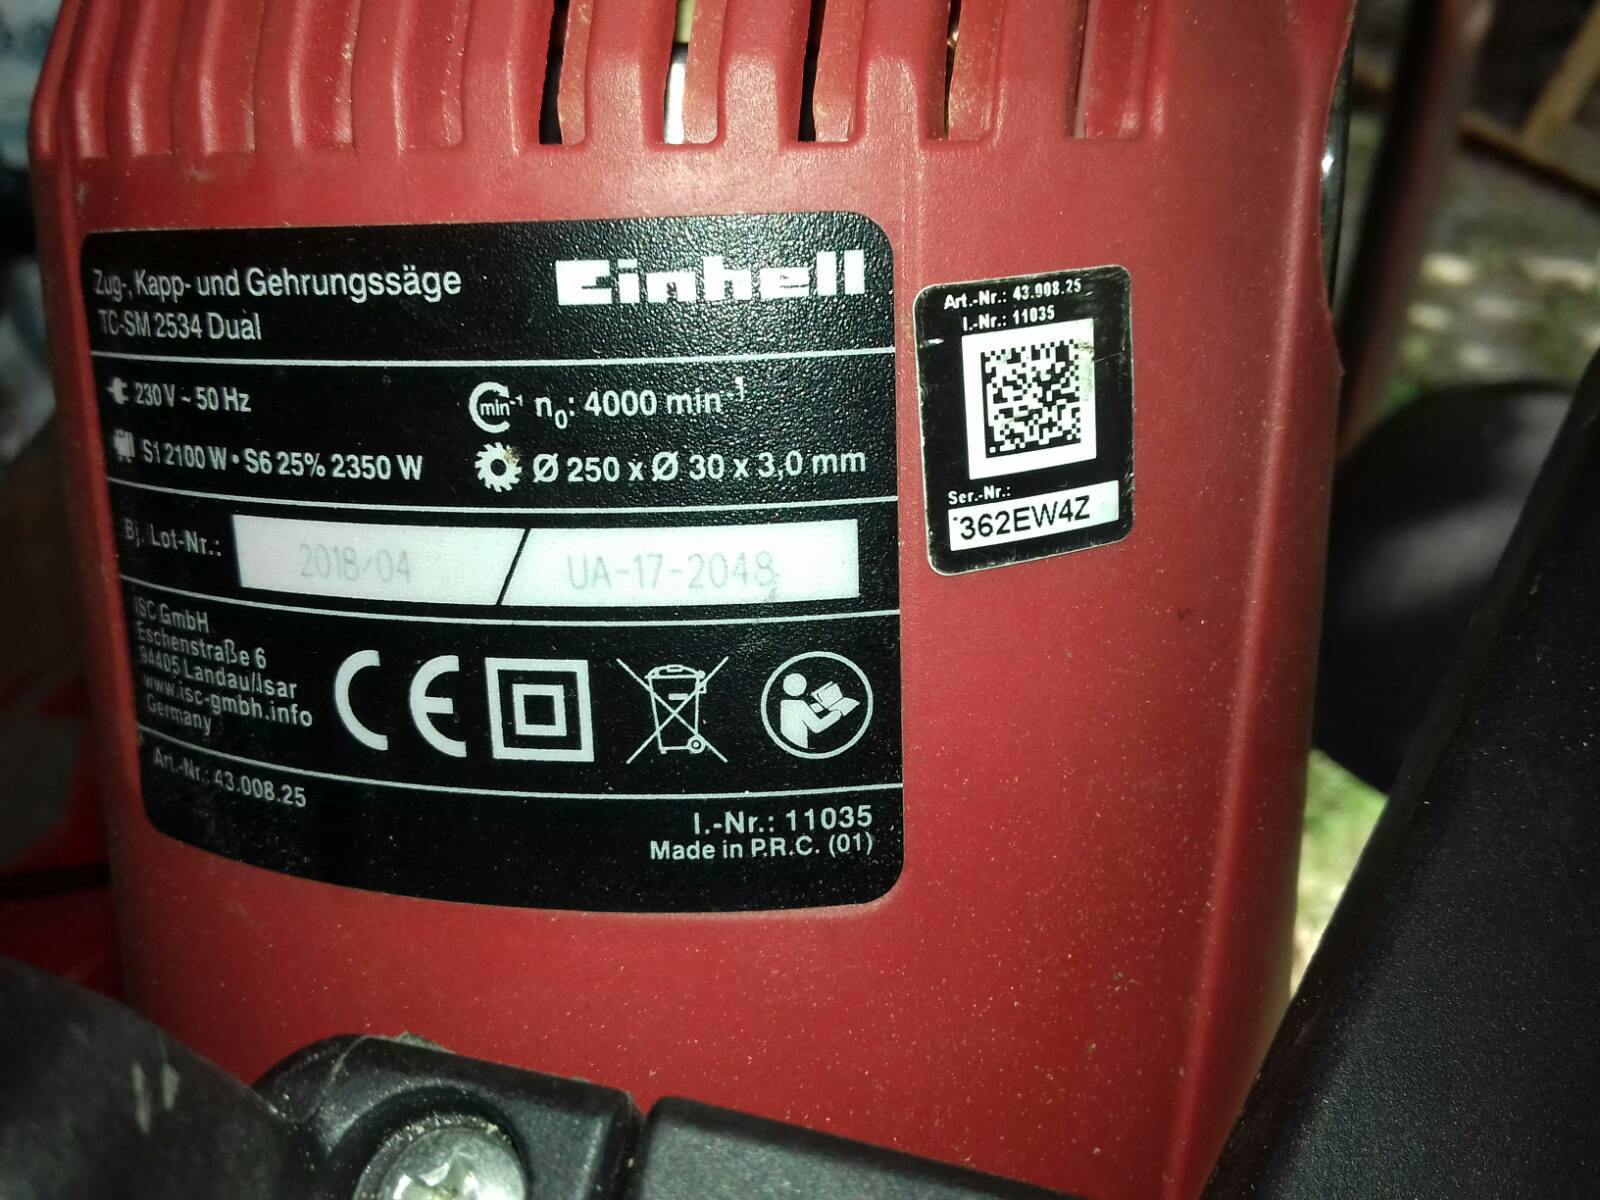 Zug-, Kapp- und Gehrungssäge
TC-SM 2534 Dual
Einhell
230 V ~ 50 Hz
min⁻¹ n₀: 4000 min⁻¹
S1 2100 W • S6 25% 2350 W
Ø 250 x Ø 30 x 3,0 mm
Bj. Lot-Nr.:
2018/04
UA-17-2048
iSC GmbH
Eschenstraße 6
94405 Landau/Isar
www.isc-gmbh.info
Germany
CE
Art.-Nr.: 43.008.25
I.-Nr.: 11035
Made in P.R.C. (01)
Art.-Nr.: 43.008.25
I.-Nr.: 11035
Ser.-Nr.:
362EW4Z